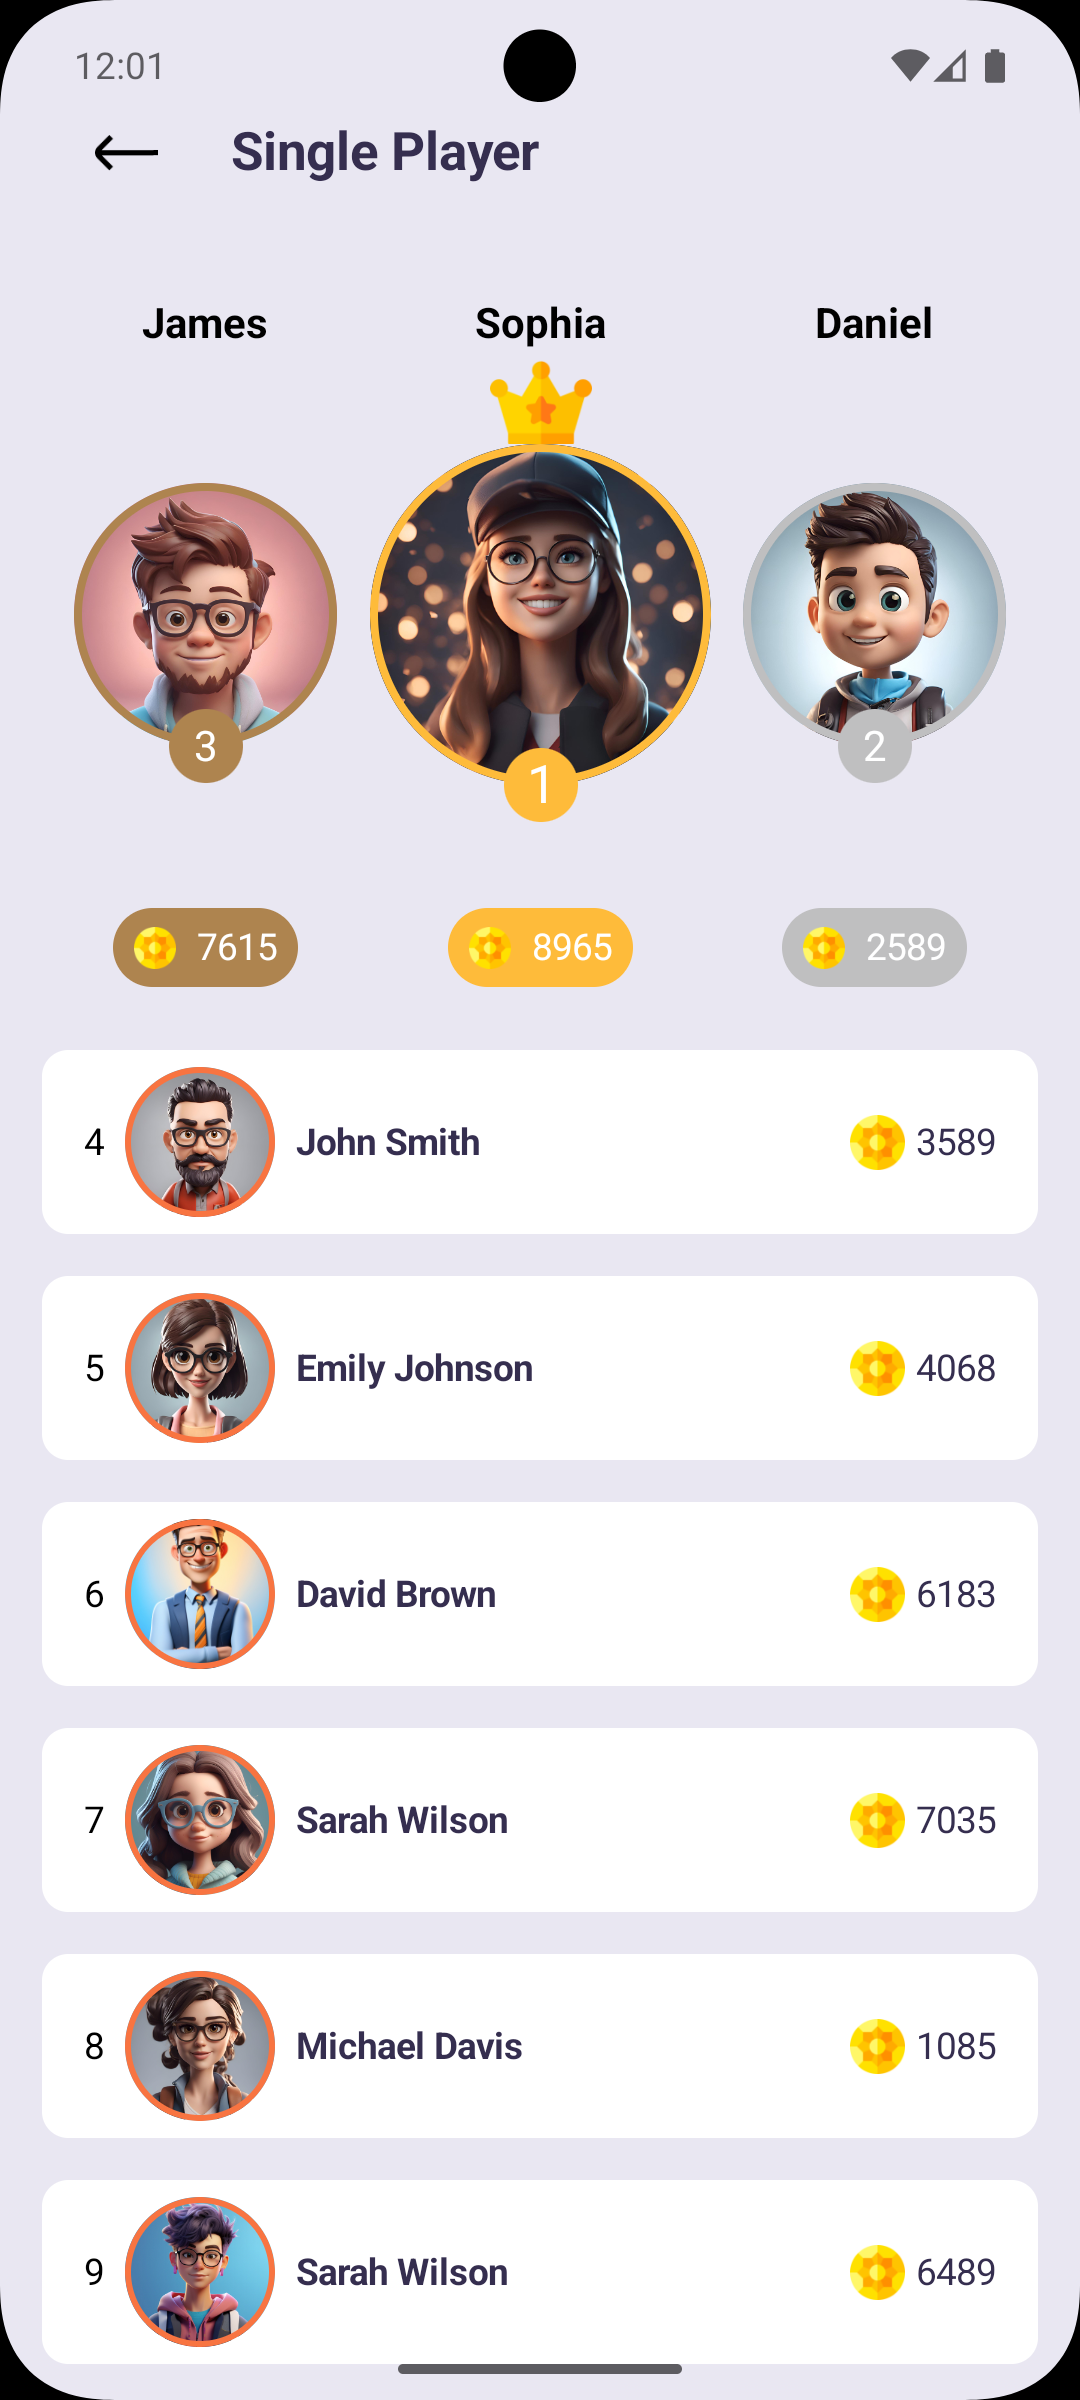 12:01
Single Player
James
Sophia
Daniel
3
1
2
7615
8965
2589
4
John Smith
3589
5
Emily Johnson
4068
6
David Brown
6183
7
Sarah Wilson
7035
8
Michael Davis
1085
9
Sarah Wilson
6489